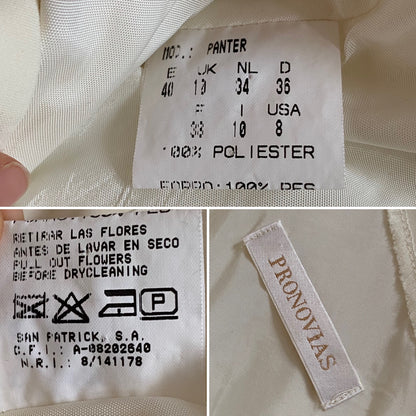 MOD.: PANTER
E UK NL D
40 10 34 36
F I USA
38 10 8
100% POLIESTER
FORRO:100% PES
RETIRAR LAS FLORES
ANTES DE LAVAR EN SECO
PULL OUT FLOWERS
BEFORE DRYCLEANING
P
SAN PATRICK, S.A.
C.F.I.: A-08202640
N.R.I.: 8/141178
PRONOVIAS